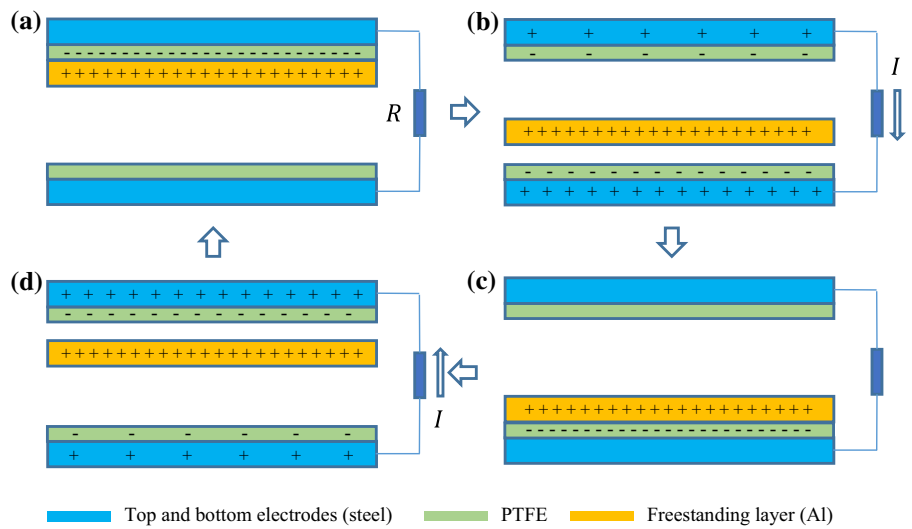 (a)
- - - - - - - - - - - - - - - - - - - - - - - -
+ + + + + + + + + + + + + + + + + + + + + +
R
(b)
+ + + + + +
- - - - - -
I
+ + + + + + + + + + + + + + + + + + + +
- - - - - - - - - - - - -
+ + + + + + + + + + + + +
(d)
+ + + + + + + + + + + + +
- - - - - - - - - - - - -
+ + + + + + + + + + + + + + + + + + + + + +
I
- - - - - -
+ + + + + +
(c)
+ + + + + + + + + + + + + + + + + + + +
- - - - - - - - - - - - - - - - - - - - - -
Top and bottom electrodes (steel) PTFE Freestanding layer (Al)